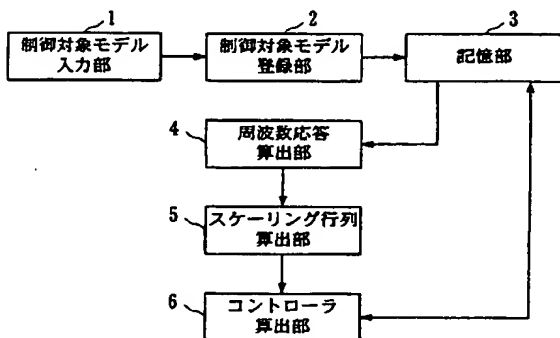 1
2
3
制御対象モデル
入力部
制御対象モデル
登録部
記憶部
4
周波数応答
算出部
5
スケーリング行列
算出部
6
コントローラ
算出部